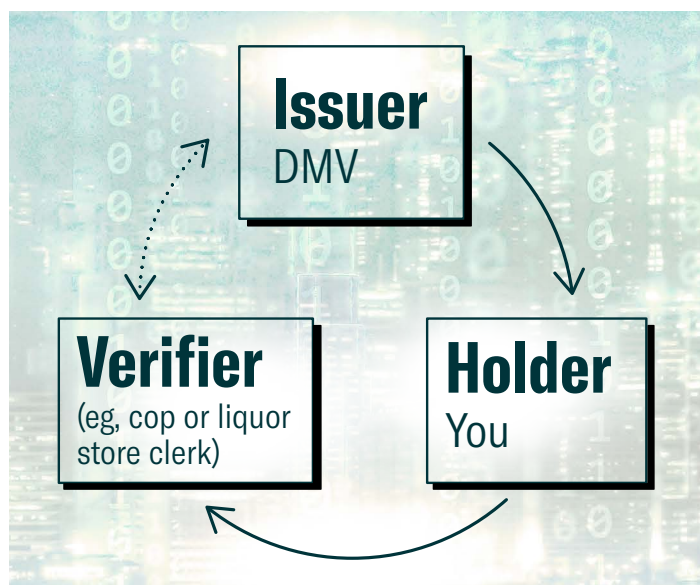 Issuer
DMV
Verifier
(eg, cop or liquor
store clerk)
Holder
You